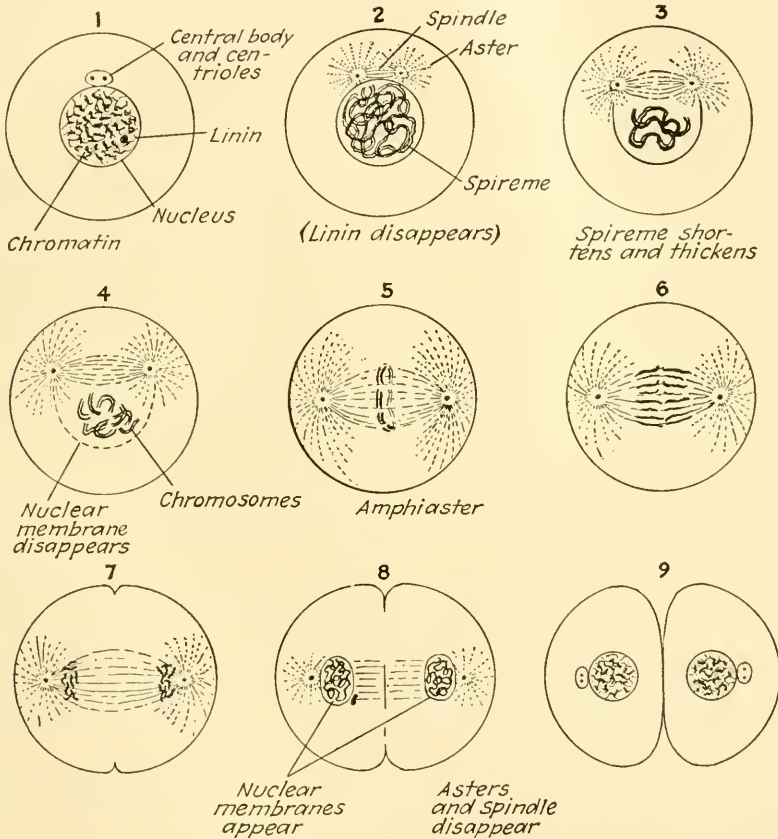 1
Central body
and cen-
trioles
Linin
Nucleus
Chromatin
2
Spindle
Aster
Spireme
(Linin disappears)
3
Spireme shor-
tens and thickens
4
Chromosomes
Nuclear
membrane
disappears
5
Amphiaster
6
7
8
Nuclear
membranes
appear
Asters
and spindle
disappear
9